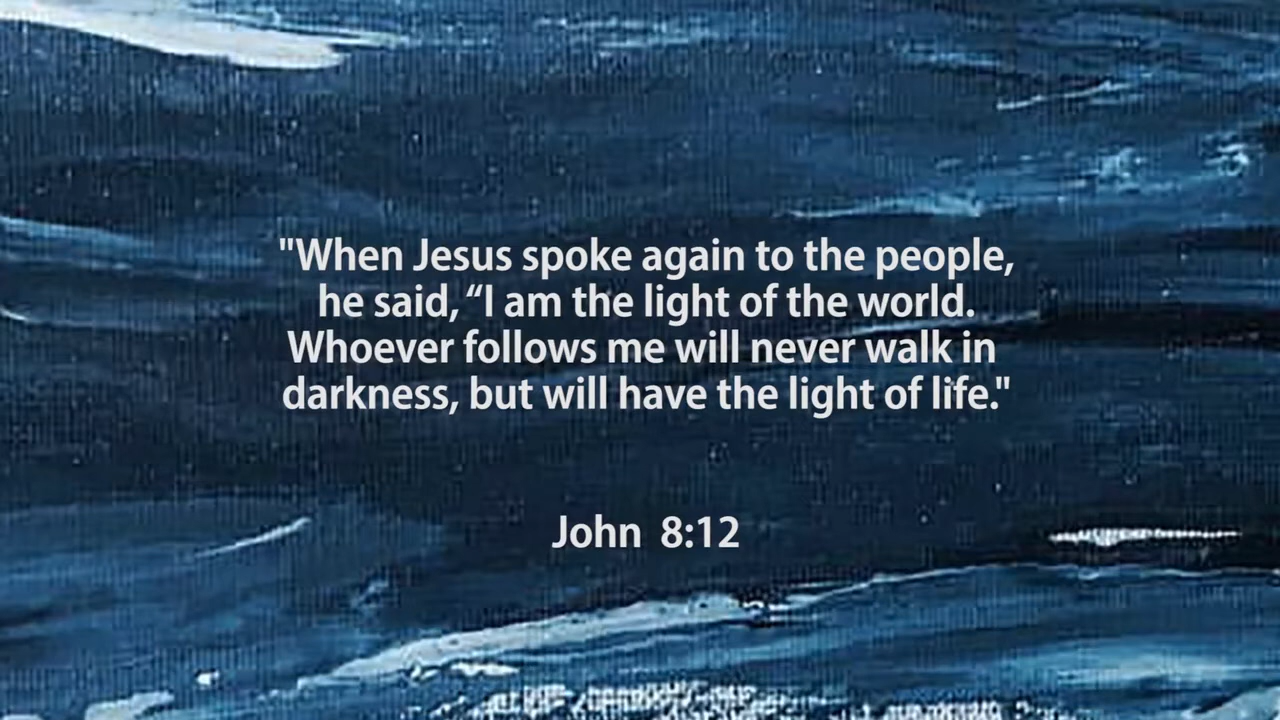 "When Jesus spoke again to the people,
he said, “I am the light of the world.
Whoever follows me will never walk in
darkness, but will have the light of life."
John 8:12